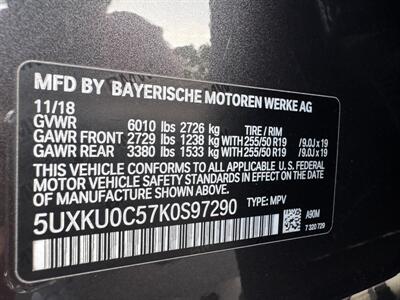 MFD BY BAYERISCHE MOTOREN WERKE AG
11/18
GVWR 6010 lbs 2726 kg TIRE / RIM
GAWR FRONT 2729 lbs 1238 kg WITH 255/50 R19 /9.0J x 19
GAWR REAR 3380 lbs 1533 kg WITH 255/50 R19 /9.0J x 19
THIS VEHICLE CONFORMS TO ALL APPLICABLE U. S. FEDERAL
MOTOR VEHICLE SAFETY STANDARDS IN EFFECT ON THE DATE
OF MANUFACTURE SHOWN ABOVE.
5UXKU0C57K0S97290 TYPE: MPV
A90M
7 320 729